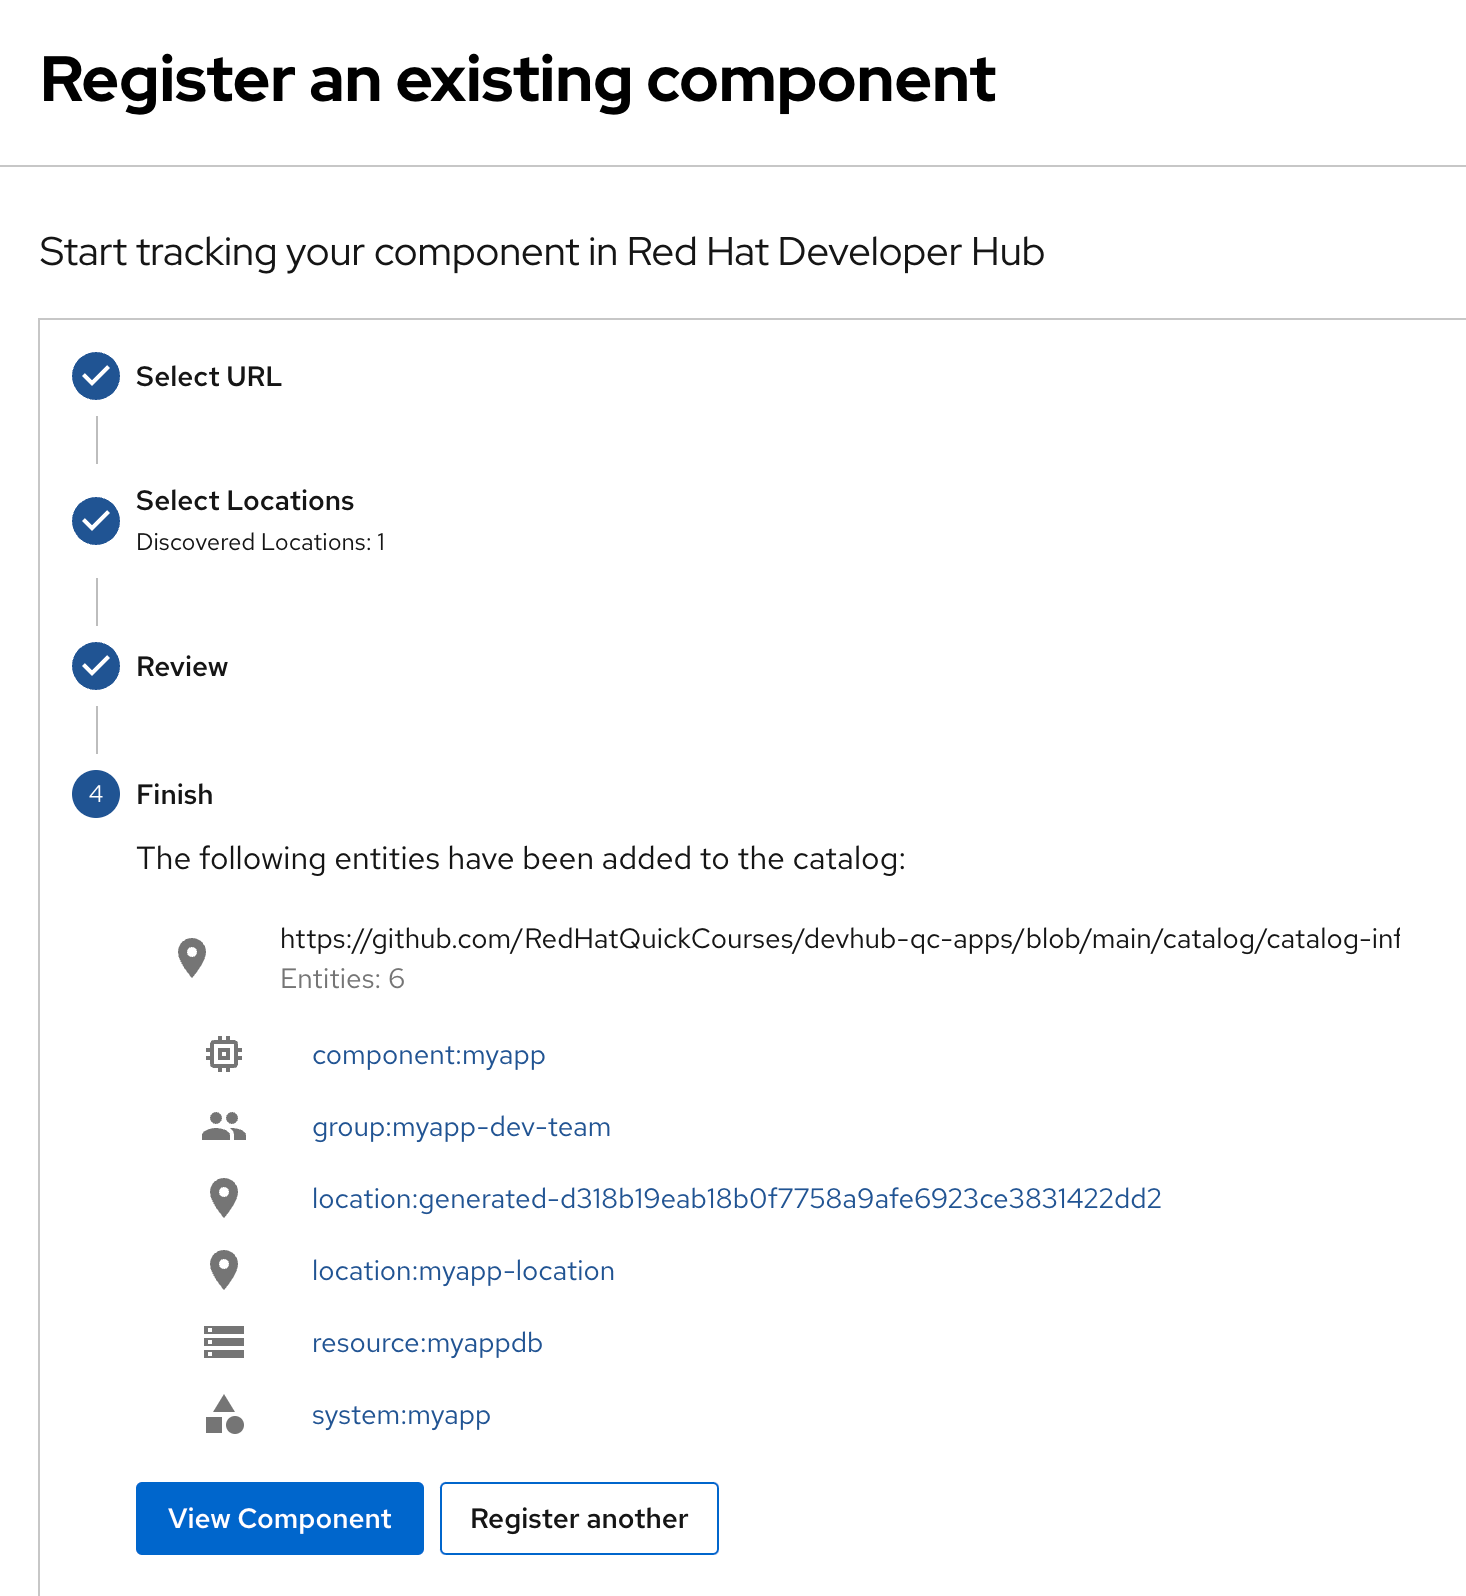 Register an existing component
Start tracking your component in Red Hat Developer Hub
Select URL
Select Locations
Discovered Locations: 1
Review
4 Finish
The following entities have been added to the catalog:
https://github.com/RedHatQuickCourses/devhub-qc-apps/blob/main/catalog/catalog-inf
Entities: 6
component:myapp
group:myapp-dev-team
location:generated-d318b19eab18b0f7758a9afe6923ce3831422dd2
location:myapp-location
resource:myappdb
system:myapp
View Component Register another